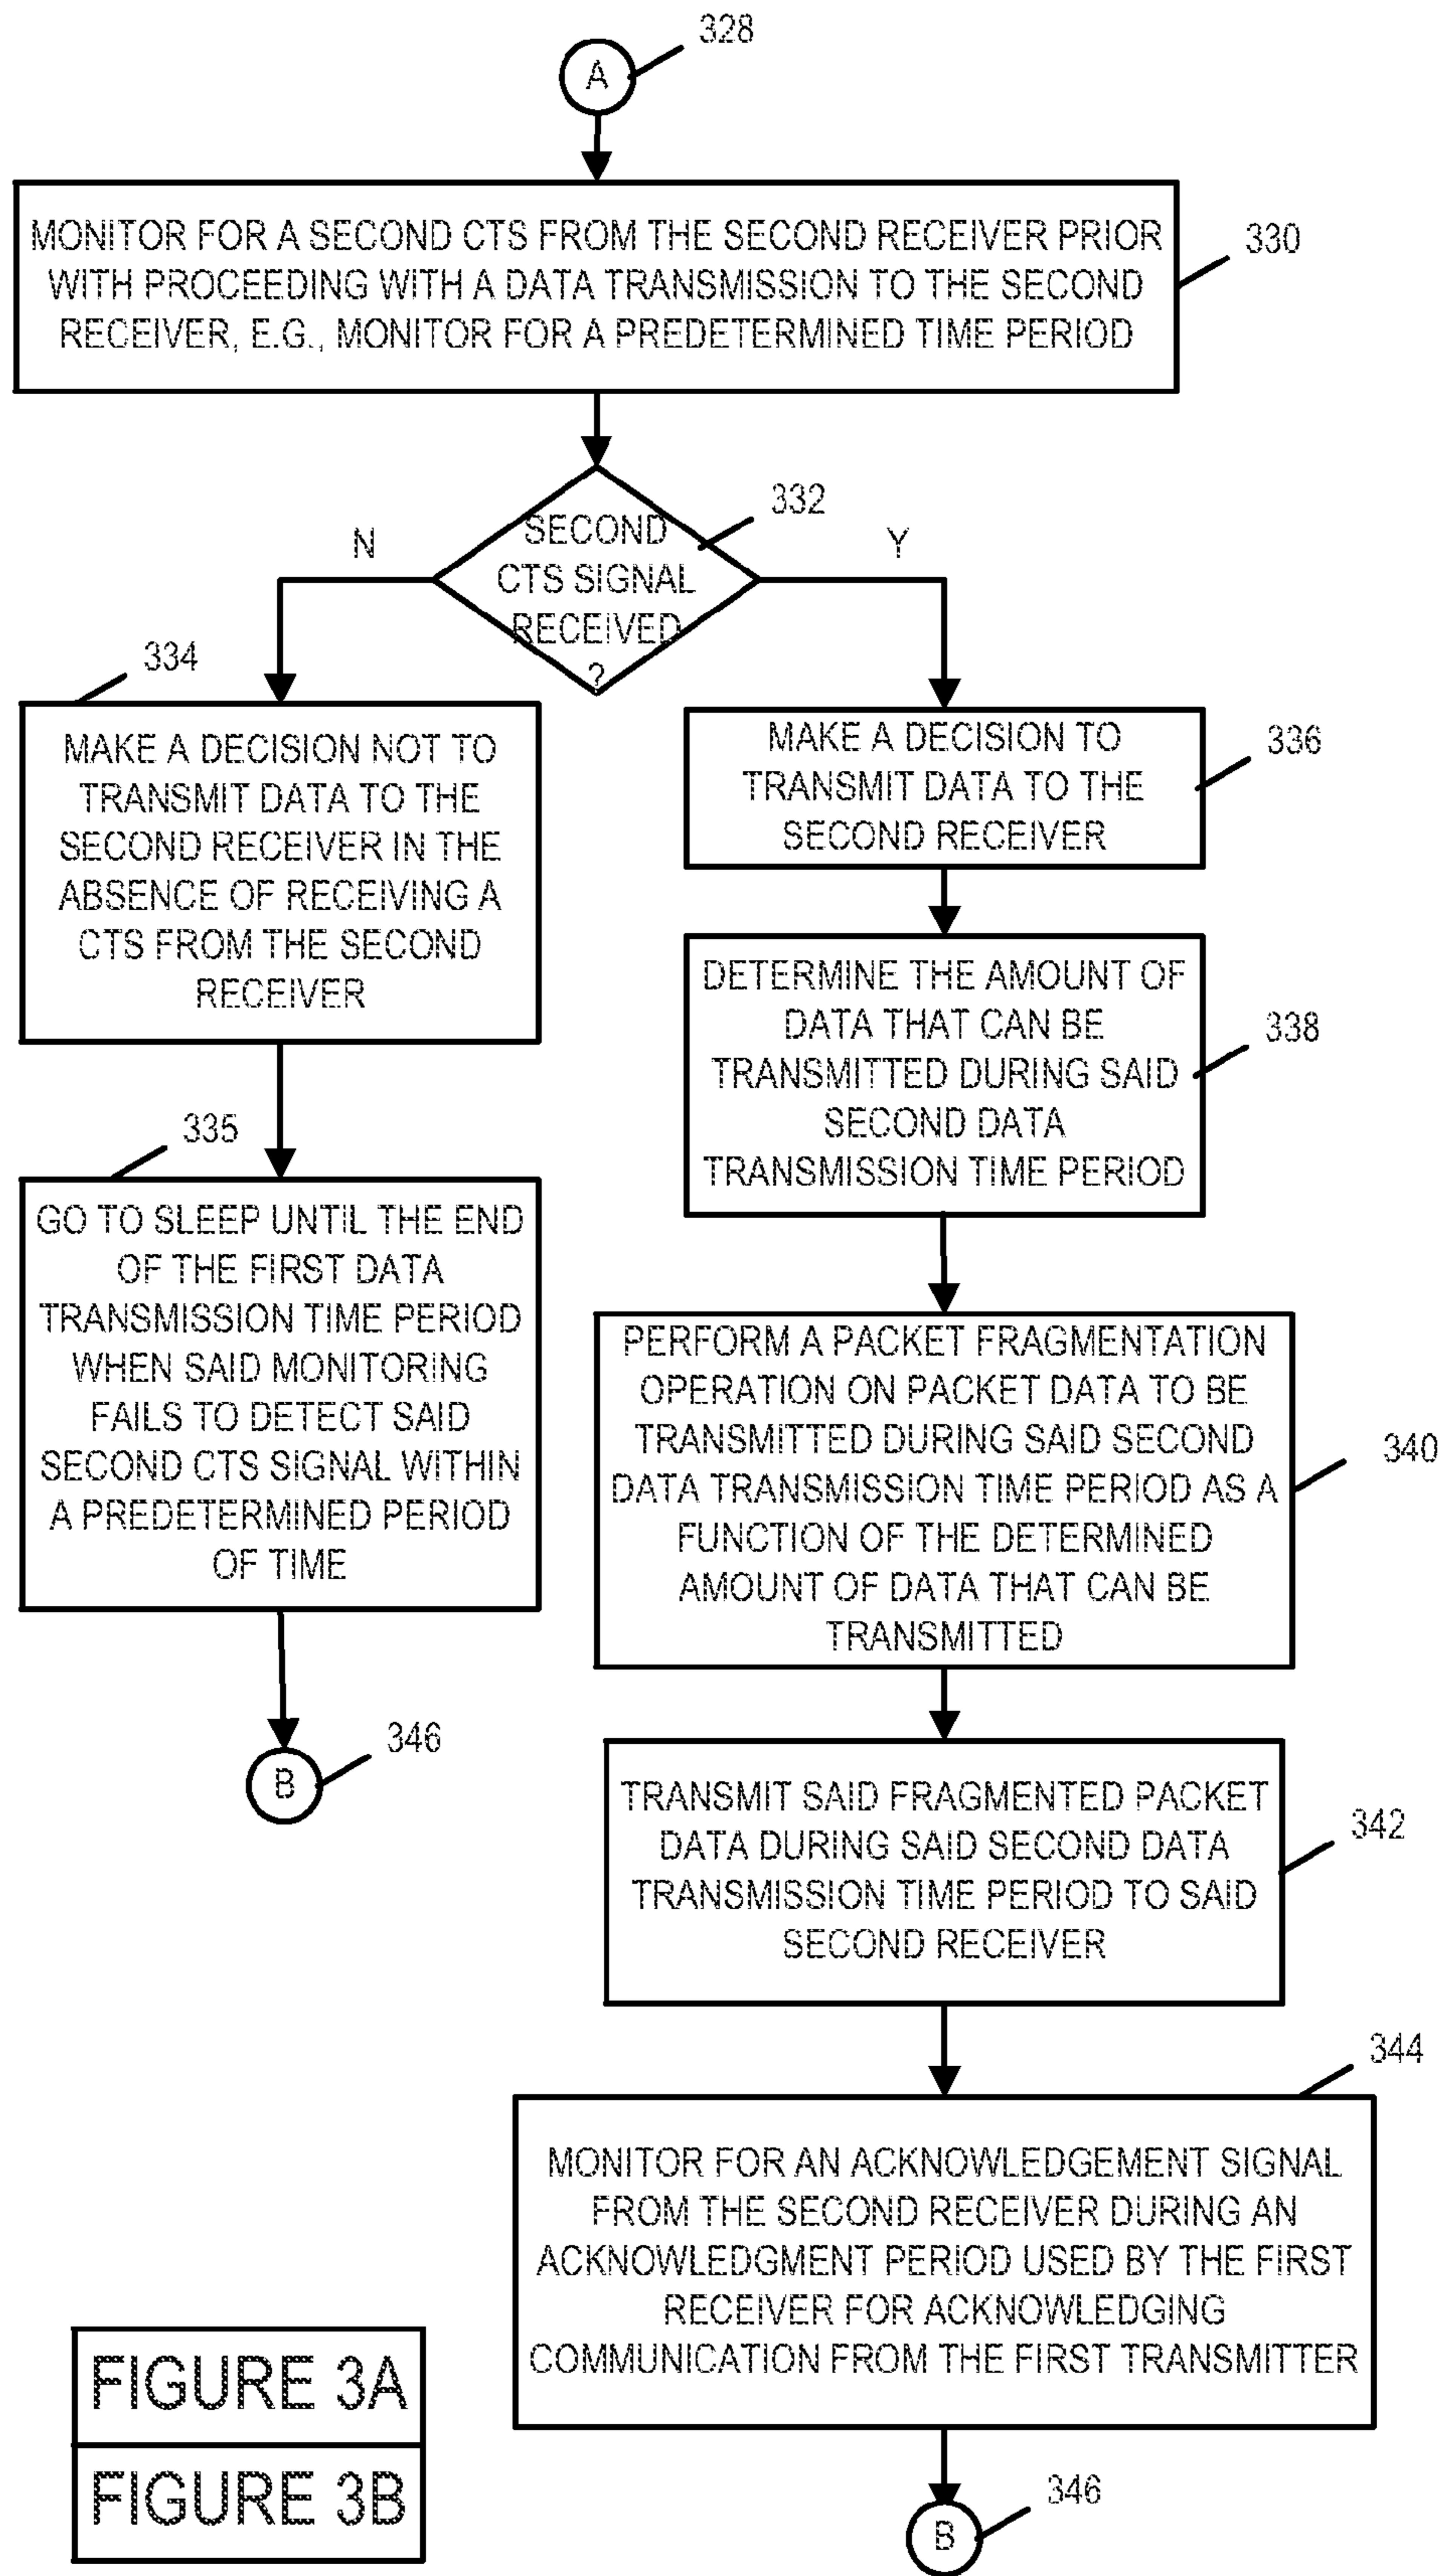 328
A
MONITOR FOR A SECOND CTS FROM THE SECOND RECEIVER PRIOR
WITH PROCEEDING WITH A DATA TRANSMISSION TO THE SECOND
RECEIVER, E.G., MONITOR FOR A PREDETERMINED TIME PERIOD
330
332
N
SECOND
CTS SIGNAL
RECEIVED
?
Y
334
MAKE A DECISION NOT TO
TRANSMIT DATA TO THE
SECOND RECEIVER IN THE
ABSENCE OF RECEIVING A
CTS FROM THE SECOND
RECEIVER
MAKE A DECISION TO
TRANSMIT DATA TO THE
SECOND RECEIVER
336
DETERMINE THE AMOUNT OF
DATA THAT CAN BE
TRANSMITTED DURING SAID
SECOND DATA
TRANSMISSION TIME PERIOD
338
335
GO TO SLEEP UNTIL THE END
OF THE FIRST DATA
TRANSMISSION TIME PERIOD
WHEN SAID MONITORING
FAILS TO DETECT SAID
SECOND CTS SIGNAL WITHIN
A PREDETERMINED PERIOD
OF TIME
PERFORM A PACKET FRAGMENTATION
OPERATION ON PACKET DATA TO BE
TRANSMITTED DURING SAID SECOND
DATA TRANSMISSION TIME PERIOD AS A
FUNCTION OF THE DETERMINED
AMOUNT OF DATA THAT CAN BE
TRANSMITTED
340
346
B
TRANSMIT SAID FRAGMENTED PACKET
DATA DURING SAID SECOND DATA
TRANSMISSION TIME PERIOD TO SAID
SECOND RECEIVER
342
344
MONITOR FOR AN ACKNOWLEDGEMENT SIGNAL
FROM THE SECOND RECEIVER DURING AN
ACKNOWLEDGMENT PERIOD USED BY THE FIRST
RECEIVER FOR ACKNOWLEDGING
COMMUNICATION FROM THE FIRST TRANSMITTER
346
B
FIGURE 3A
FIGURE 3B